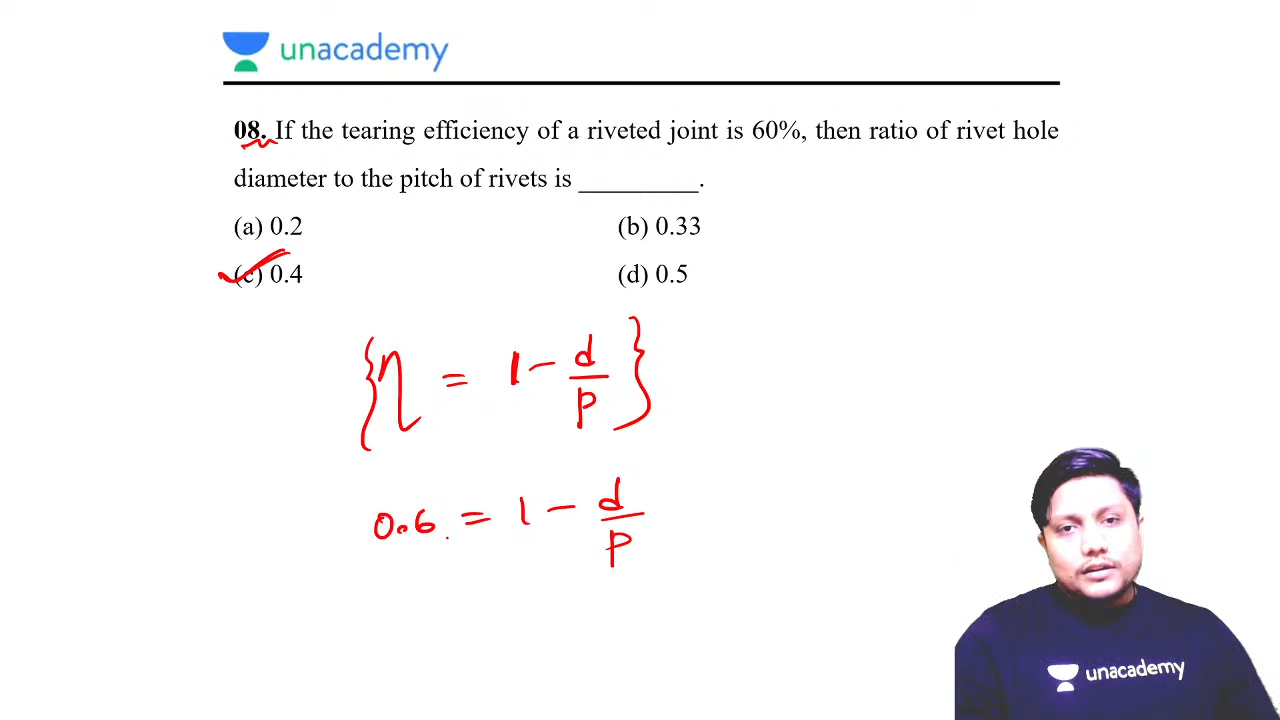 unacademy
08. If the tearing efficiency of a riveted joint is 60%, then ratio of rivet hole
diameter to the pitch of rivets is _________.
(a) 0.2 (b) 0.33
(c) 0.4 (d) 0.5
{η = 1 - d/p}
0.6 = 1 - d/p
unacademy